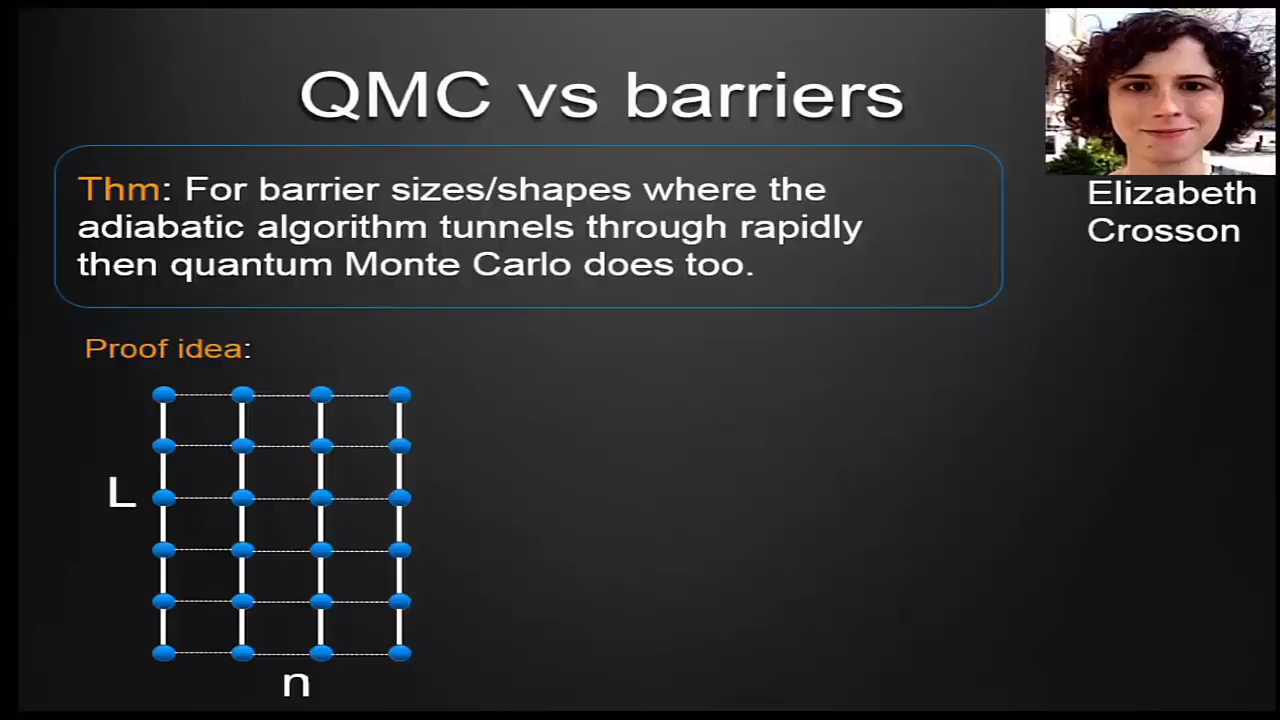 QMC vs barriers
Thm: For barrier sizes/shapes where the
adiabatic algorithm tunnels through rapidly
then quantum Monte Carlo does too.
Elizabeth
Crosson
Proof idea:
L
n